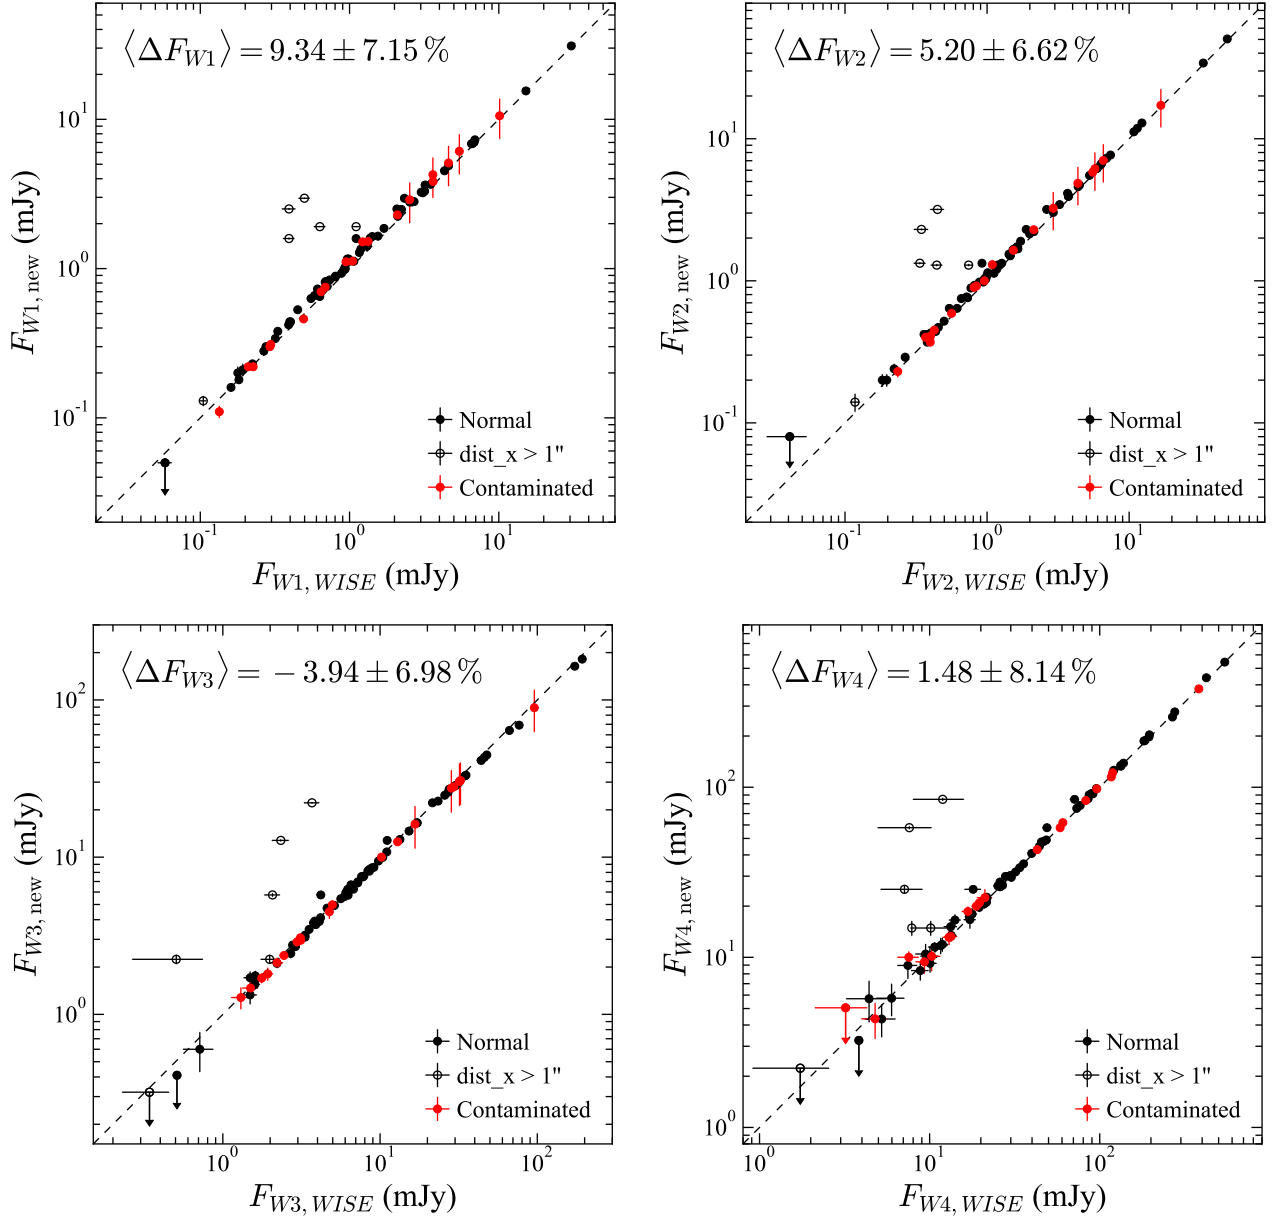 ⟨ΔF_W1⟩ = 9.34 ± 7.15 %
F_W1, new (mJy)
10^1
10^0
10^-1
Normal
dist_x > 1"
Contaminated
10^-1 10^0 10^1
F_W1, WISE (mJy)
⟨ΔF_W2⟩ = 5.20 ± 6.62 %
F_W2, new (mJy)
10^1
10^0
10^-1
Normal
dist_x > 1"
Contaminated
10^-1 10^0 10^1
F_W2, WISE (mJy)
⟨ΔF_W3⟩ = − 3.94 ± 6.98 %
F_W3, new (mJy)
10^2
10^1
10^0
Normal
dist_x > 1"
Contaminated
10^0 10^1 10^2
F_W3, WISE (mJy)
⟨ΔF_W4⟩ = 1.48 ± 8.14 %
F_W4, new (mJy)
10^2
10^1
10^0
Normal
dist_x > 1"
Contaminated
10^0 10^1 10^2
F_W4, WISE (mJy)